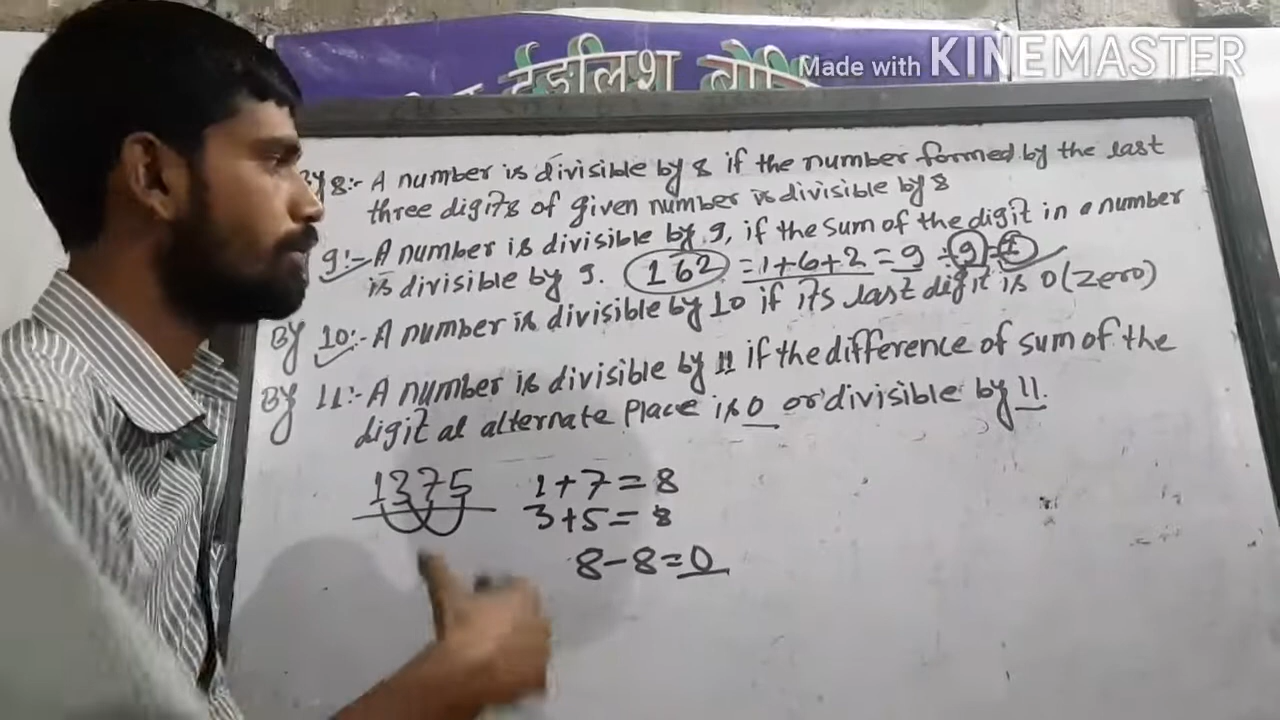 इंग्लिश
Made with KINEMASTER
By 8:- A number is divisible by 8 if the number formed by the last
three digits of given number is divisible by 8
9:- A number is divisible by 9, if the sum of the digit in a number
is divisible by 9. 162 = 1+6+2 = 9 ÷ 9 =
By 10:- A number is divisible by 10 if its last digit is 0 (zero)
By 11:- A number is divisible by 11 if the difference of sum of the
digit at alternate place is 0 or divisible by 11.
1375 1+7=8
3+5=8
8-8=0